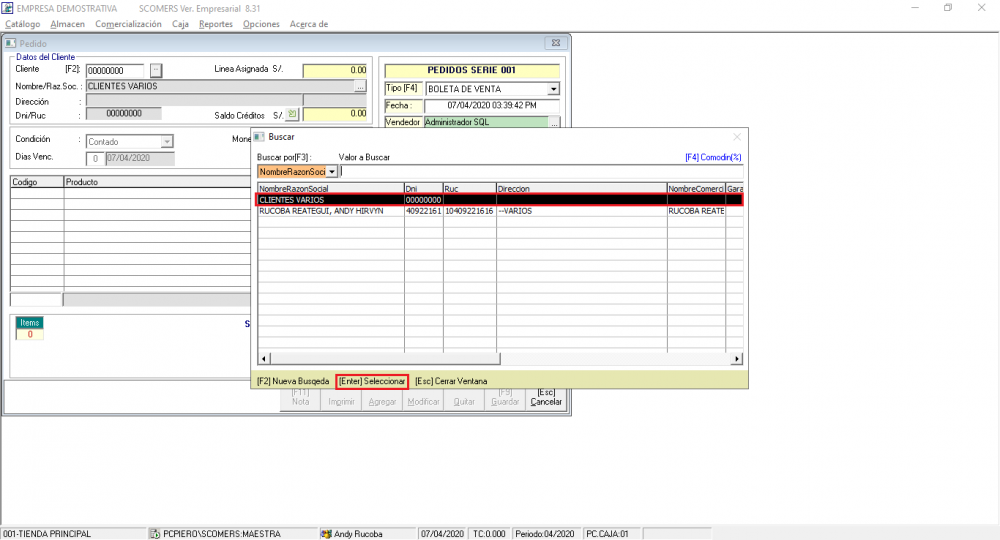 EMPRESA DEMOSTRATIVA SCOMERS Ver. Empresarial 8.31
Catálogo Almacen Comercialización Caja Reportes Opciones Acerca de
Pedido
Datos del Cliente
Cliente [F2]: 00000000 ... Linea Asignada S/. 0.00
Nombre/Raz.Soc. : CLIENTES VARIOS ...
Dirección :
Dni/Ruc : 00000000 Saldo Créditos S/. 0.00
PEDIDOS SERIE 001
Tipo [F4] BOLETA DE VENTA
Fecha : 07/04/2020 03:39:42 PM
Vendedor Administrador SQL ...
Condición : Contado Mone
Dias Venc. 0 07/04/2020
Codigo Producto
Items
0
S
Buscar
Buscar por[F3] : Valor a Buscar [F4] Comodin(%)
NombreRazonSoci
NombreRazonSocial Dni Ruc Direccion NombreComerci Gara
CLIENTES VARIOS 00000000
RUCOBA REATEGUI, ANDY HIRVYN 40922161 10409221616 --VARIOS RUCOBA REATE
[F2] Nueva Busqeda [Enter] Seleccionar [Esc] Cerrar Ventana
[F11] Nota Imprimir Agregar Modificar Quitar [F9] Guardar [Esc] Cancelar
001-TIENDA PRINCIPAL PCPIERO\SCOMERS:MAESTRA Andy Rucoba 07/04/2020 TC:0.000 Periodo:04/2020 PC.CAJA:01